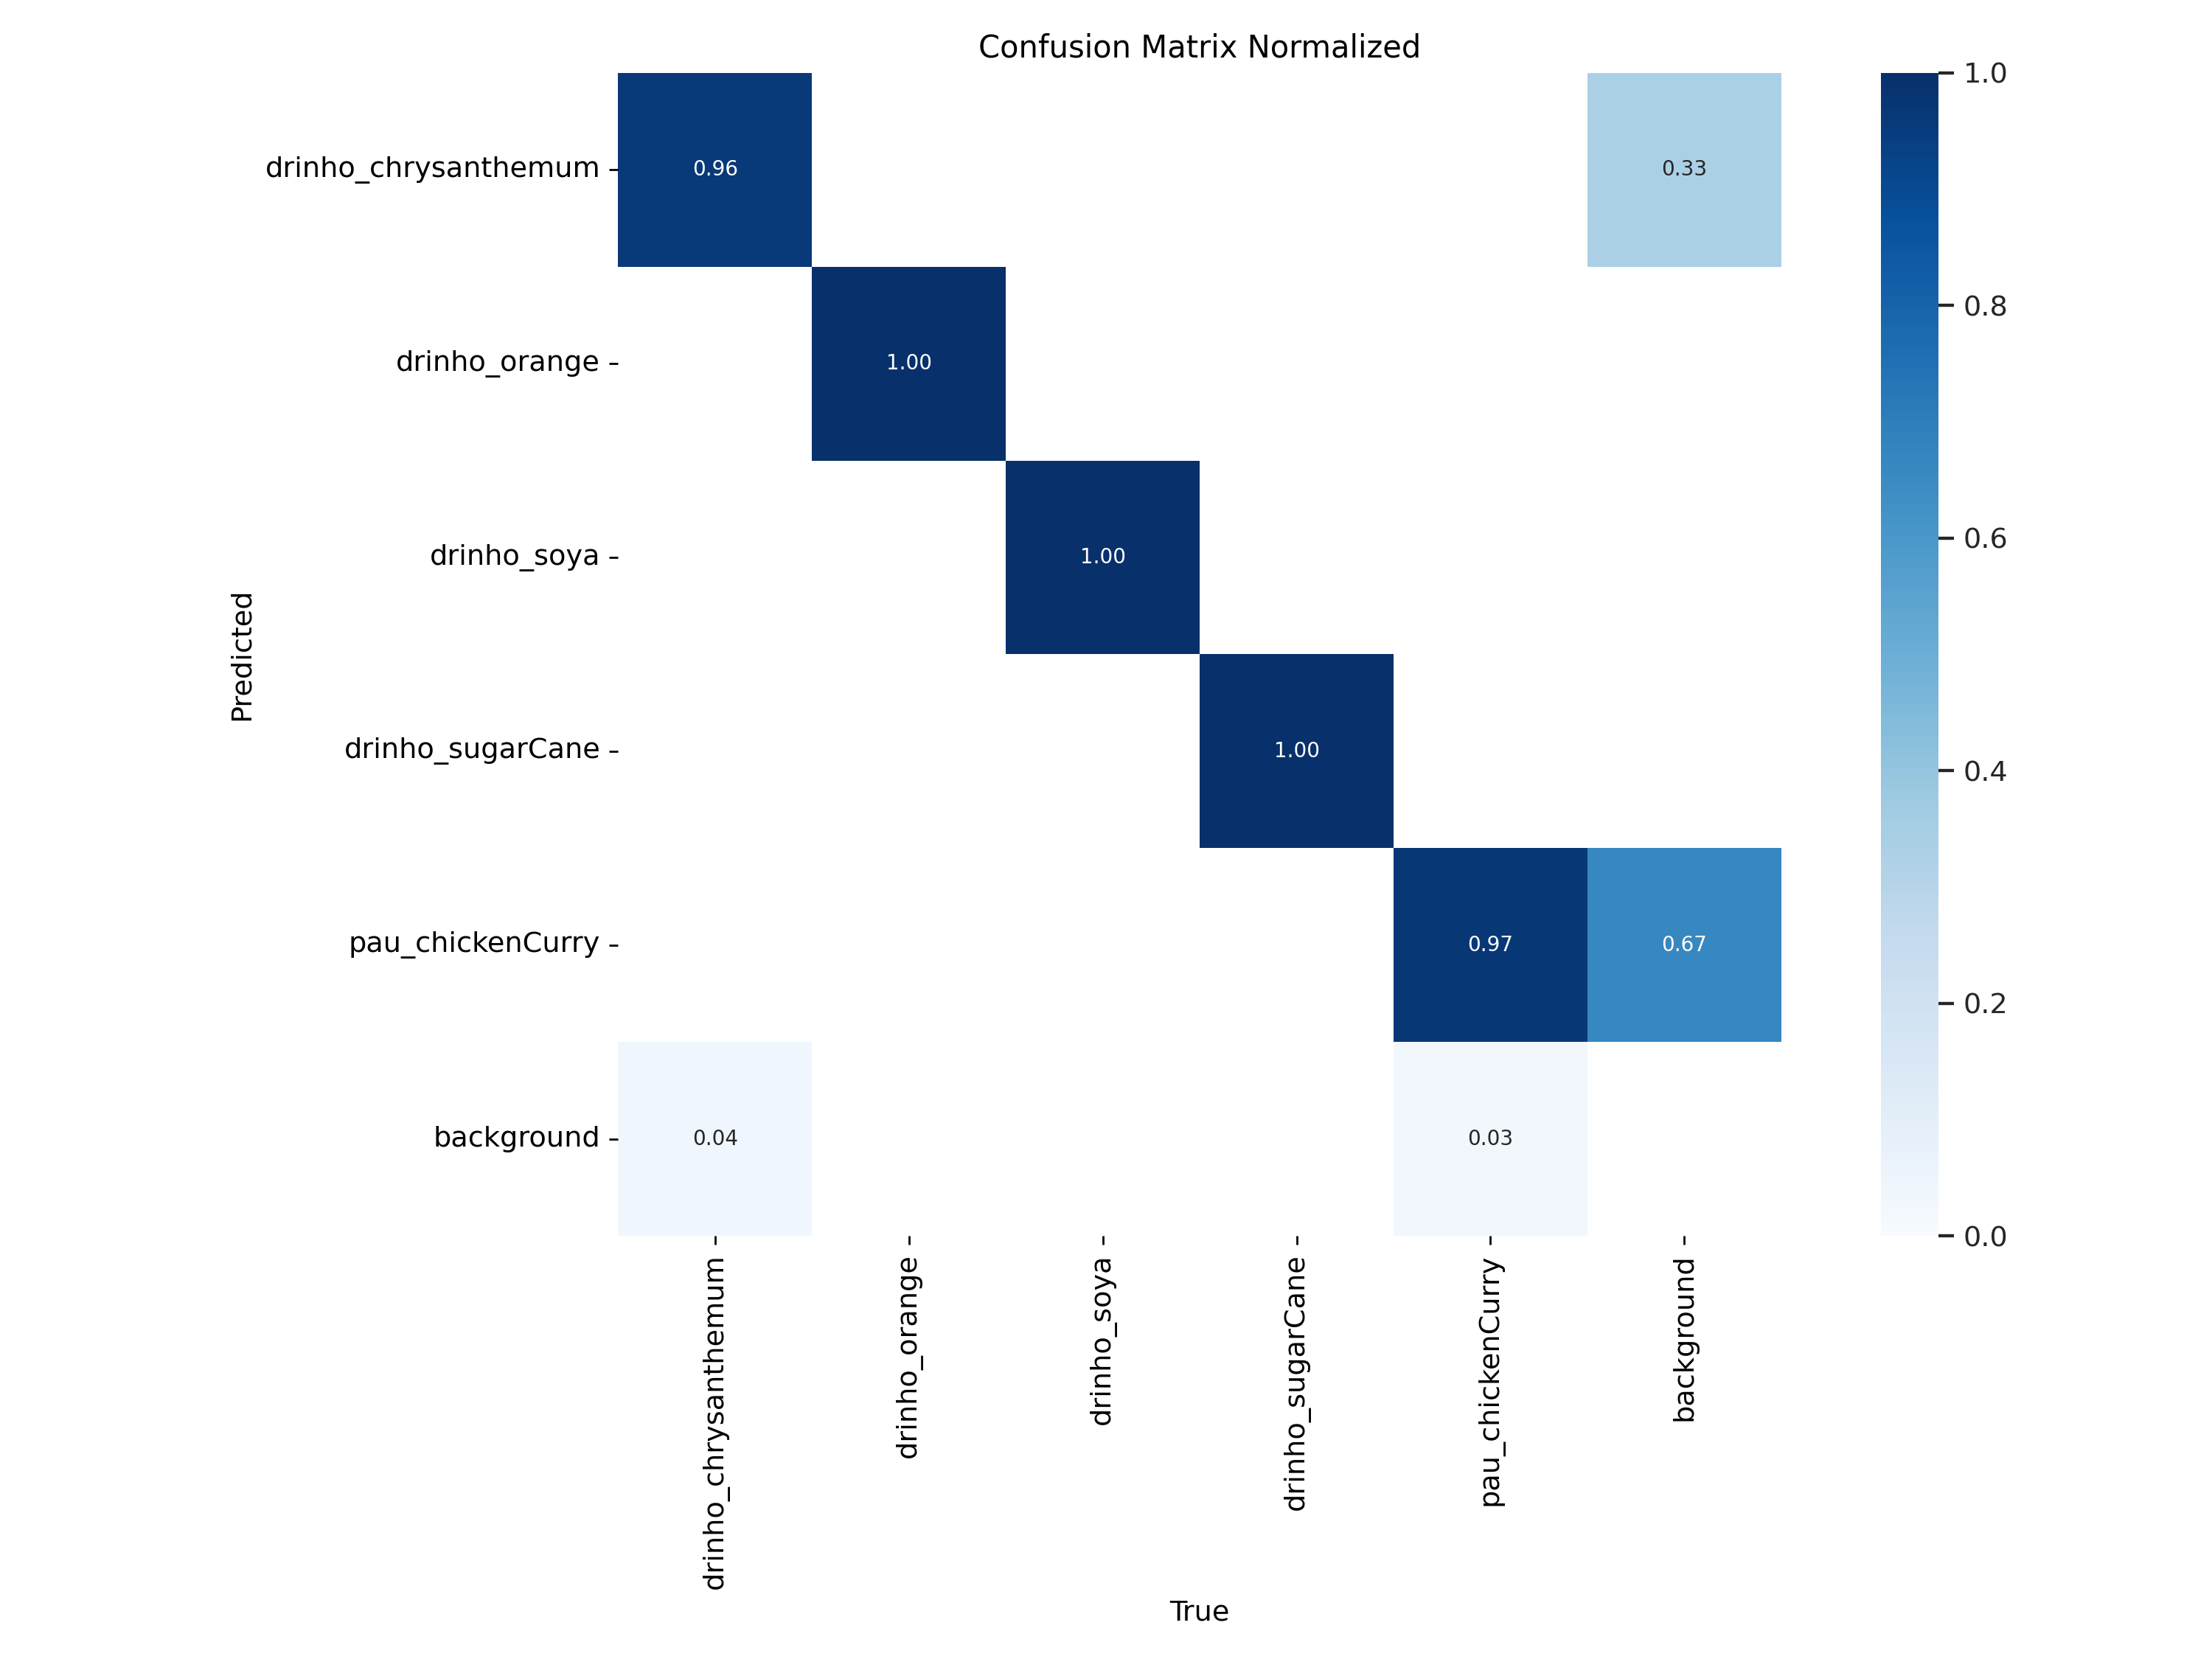 Confusion Matrix Normalized
drinho_chrysanthemum
drinho_orange
drinho_soya
drinho_sugarCane
pau_chickenCurry
background
Predicted
0.96
0.33
1.00
1.00
1.00
0.97
0.67
0.04
0.03
1.0
0.8
0.6
0.4
0.2
0.0
drinho_chrysanthemum
drinho_orange
drinho_soya
drinho_sugarCane
pau_chickenCurry
background
True